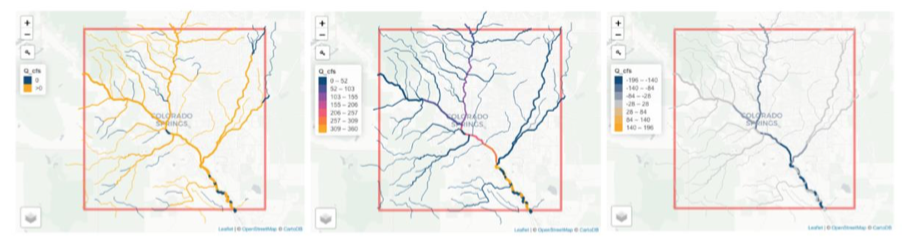 +
−
Q_cfs
0
>0
COLORADO
SPRINGS
Leaflet | © OpenStreetMap © CartoDB
+
−
Q_cfs
0 – 52
52 – 103
103 – 155
155 – 206
206 – 257
257 – 309
309 – 360
COLORADO
SPRINGS
Leaflet | © OpenStreetMap © CartoDB
+
−
Q_cfs
-196 – -140
-140 – -84
-84 – -28
-28 – 28
28 – 84
84 – 140
140 – 196
COLORADO
SPRINGS
Leaflet | © OpenStreetMap © CartoDB